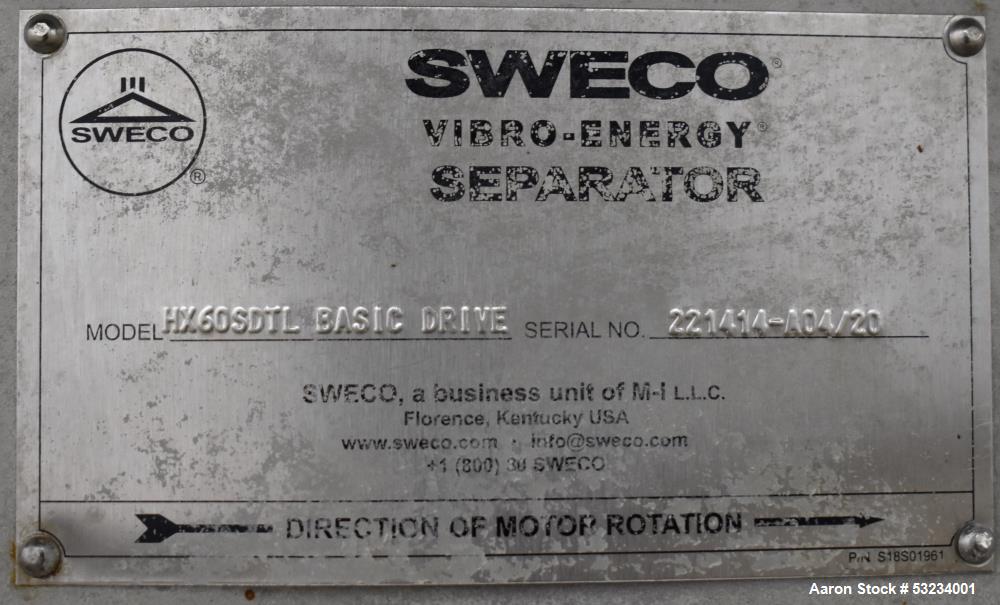 SWECO
®
SWECO®
VIBRO-ENERGY®
SEPARATOR
MODEL HX60SDTL BASIC DRIVE SERIAL NO. 221414-A04/20
SWECO, a business unit of M-I L.L.C.
Florence, Kentucky USA
www.sweco.com · info@sweco.com
+1 (800) 30 SWECO
DIRECTION OF MOTOR ROTATION
P/N S18S01961
Aaron Stock # 53234001